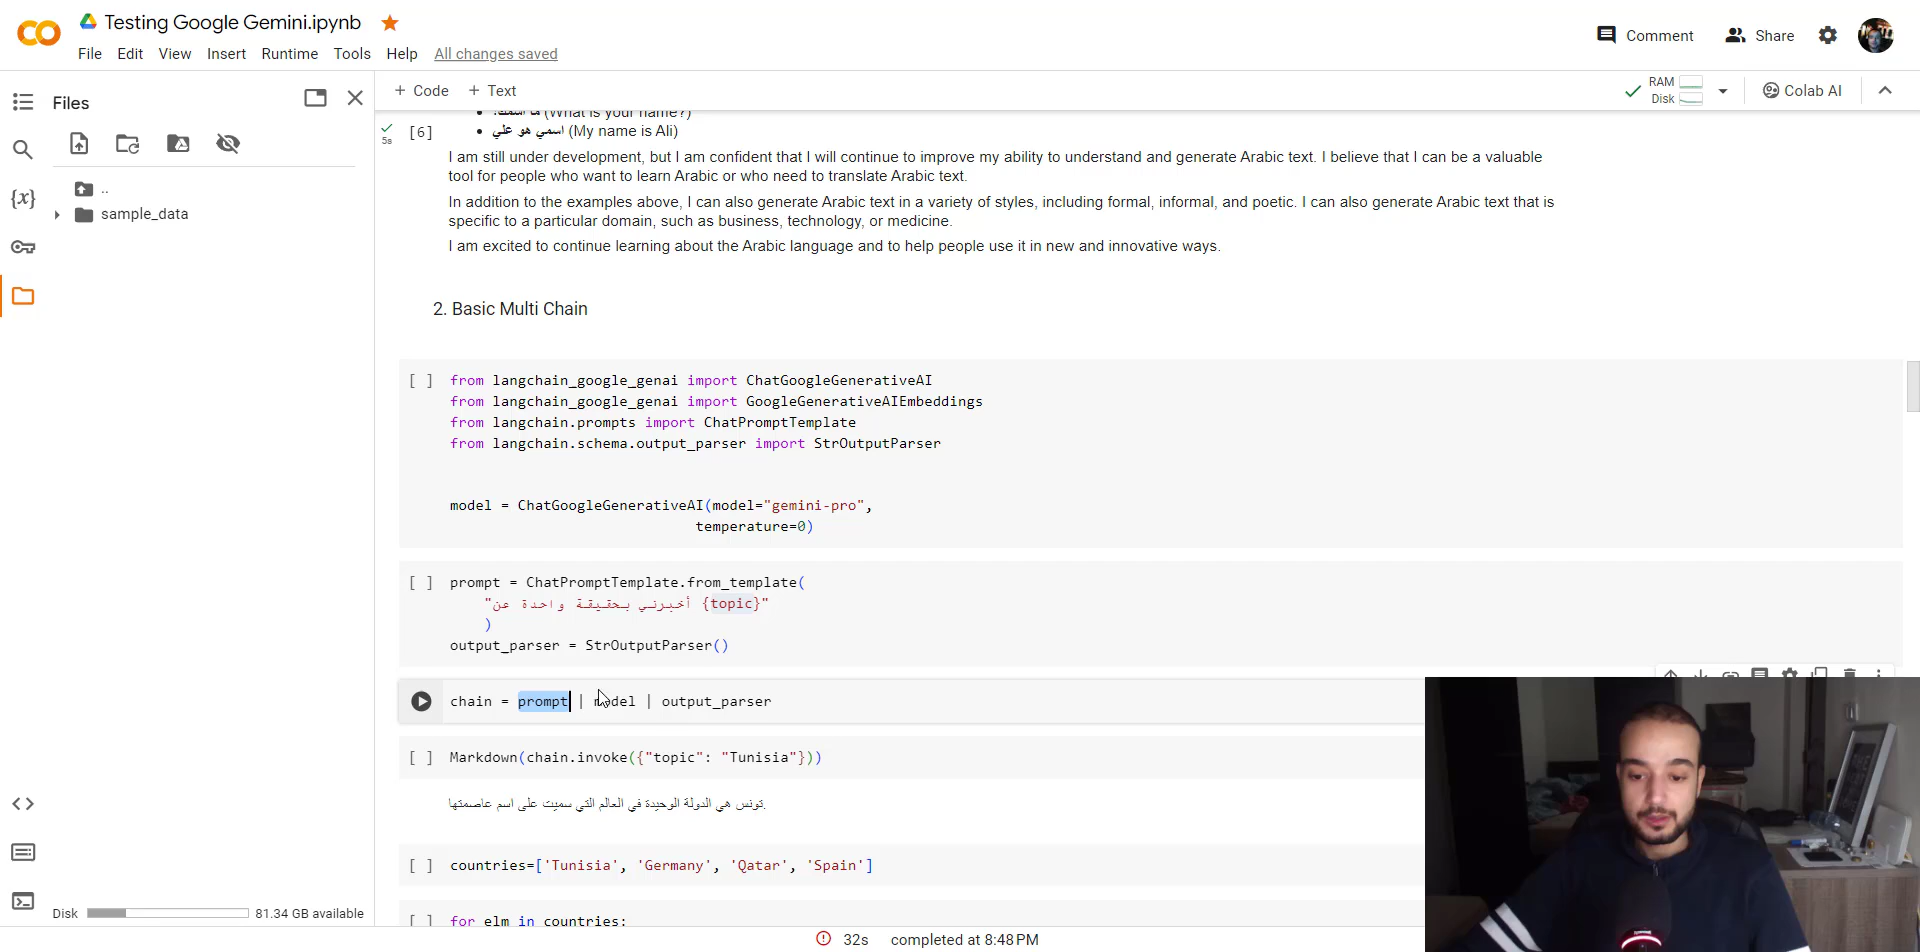 Testing Google Gemini.ipynb
File Edit View Insert Runtime Tools Help All changes saved
Comment Share
Files
+ Code + Text
RAM
Disk
Colab AI
..
sample_data
5s
[6]
• ما اسمك؟ (What is your name?)
• اسمي هو علي (My name is Ali)
I am still under development, but I am confident that I will continue to improve my ability to understand and generate Arabic text. I believe that I can be a valuable
tool for people who want to learn Arabic or who need to translate Arabic text.
In addition to the examples above, I can also generate Arabic text in a variety of styles, including formal, informal, and poetic. I can also generate Arabic text that is
specific to a particular domain, such as business, technology, or medicine.
I am excited to continue learning about the Arabic language and to help people use it in new and innovative ways.
2. Basic Multi Chain
[ ] from langchain_google_genai import ChatGoogleGenerativeAI
from langchain_google_genai import GoogleGenerativeAIEmbeddings
from langchain.prompts import ChatPromptTemplate
from langchain.schema.output_parser import StrOutputParser
model = ChatGoogleGenerativeAI(model="gemini-pro",
temperature=0)
[ ] prompt = ChatPromptTemplate.from_template(
"أخبرني بحقيقة واحدة عن {topic}"
)
output_parser = StrOutputParser()
chain = prompt | model | output_parser
[ ] Markdown(chain.invoke({"topic": "Tunisia"}))
تونس هي الدولة الوحيدة في العالم التي سميت على اسم عاصمتها.
[ ] countries=['Tunisia', 'Germany', 'Qatar', 'Spain']
[ ] for elm in countries:
Disk 81.34 GB available
32s completed at 8:48 PM